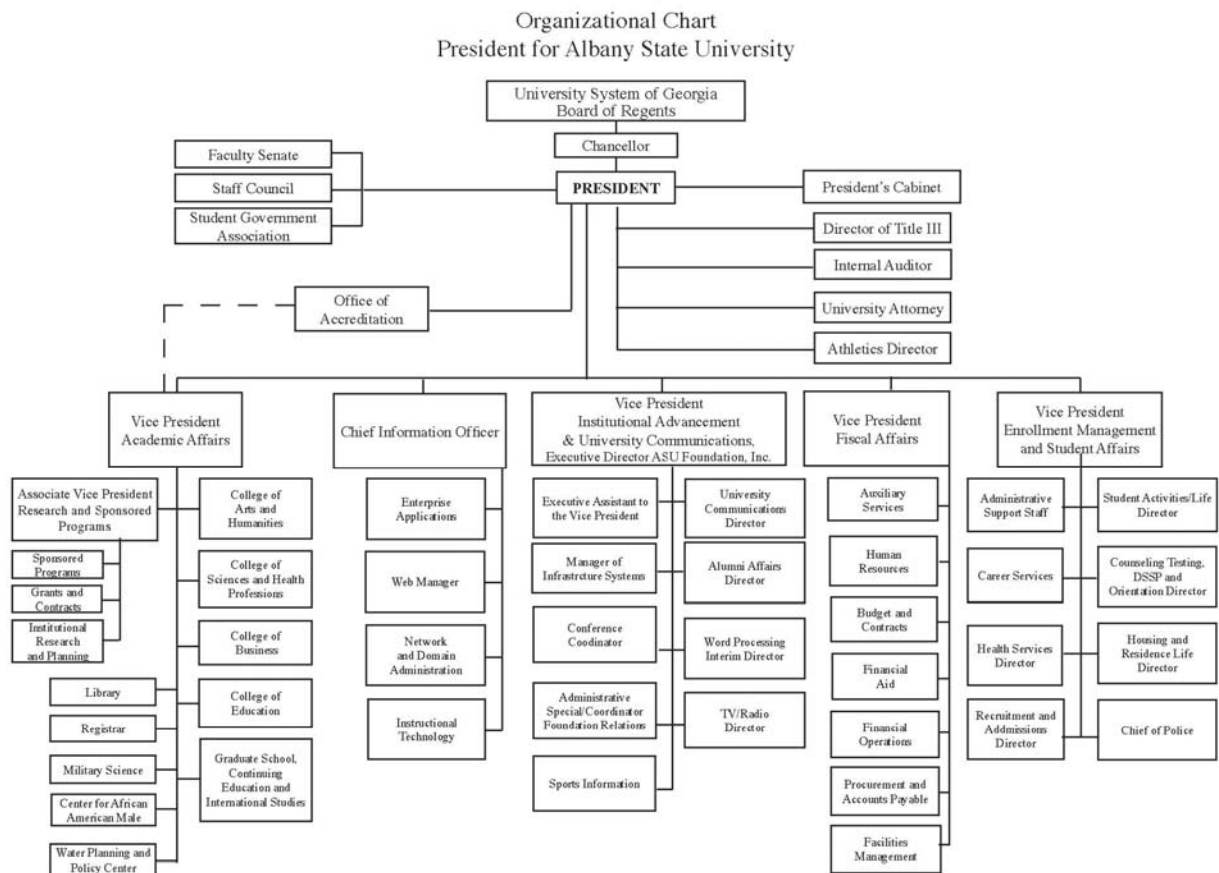 Organizational Chart
President for Albany State University
University System of Georgia
Board of Regents
Chancellor
PRESIDENT
Faculty Senate
Staff Council
Student Government
Association
President's Cabinet
Director of Title III
Internal Auditor
University Attorney
Athletics Director
Office of
Accreditation
Vice President
Academic Affairs
Chief Information Officer
Vice President
Institutional Advancement
& University Communications,
Executive Director ASU Foundation, Inc.
Vice President
Fiscal Affairs
Vice President
Enrollment Management
and Student Affairs
Associate Vice President
Research and Sponsored
Programs
Sponsored
Programs
Grants and
Contracts
Institutional
Research
and Planning
Library
Registrar
Military Science
Center for African
American Male
Water Planning and
Policy Center
College of
Arts and
Humanities
College of
Sciences and Health
Professions
College of
Business
College of
Education
Graduate School,
Continuing
Education and
International Studies
Enterprise
Applications
Web Manager
Network
and Domain
Administration
Instructional
Technology
Executive Assistant to
the Vice President
Manager of
Infrastrcture Systems
Conference
Coodinator
Administrative
Special/Coordinator
Foundation Relations
Sports Information
University
Communications
Director
Alumni Affairs
Director
Word Processing
Interim Director
TV/Radio
Director
Auxiliary
Services
Human
Resources
Budget and
Contracts
Financial
Aid
Financial
Operations
Procurement and
Accounts Payable
Facilities
Management
Administrative
Support Staff
Career Services
Health Services
Director
Recruitment and
Addmissions
Director
Student Activities/Life
Director
Counseling Testing,
DSSP and
Orientation Director
Housing and
Residence Life
Director
Chief of Police